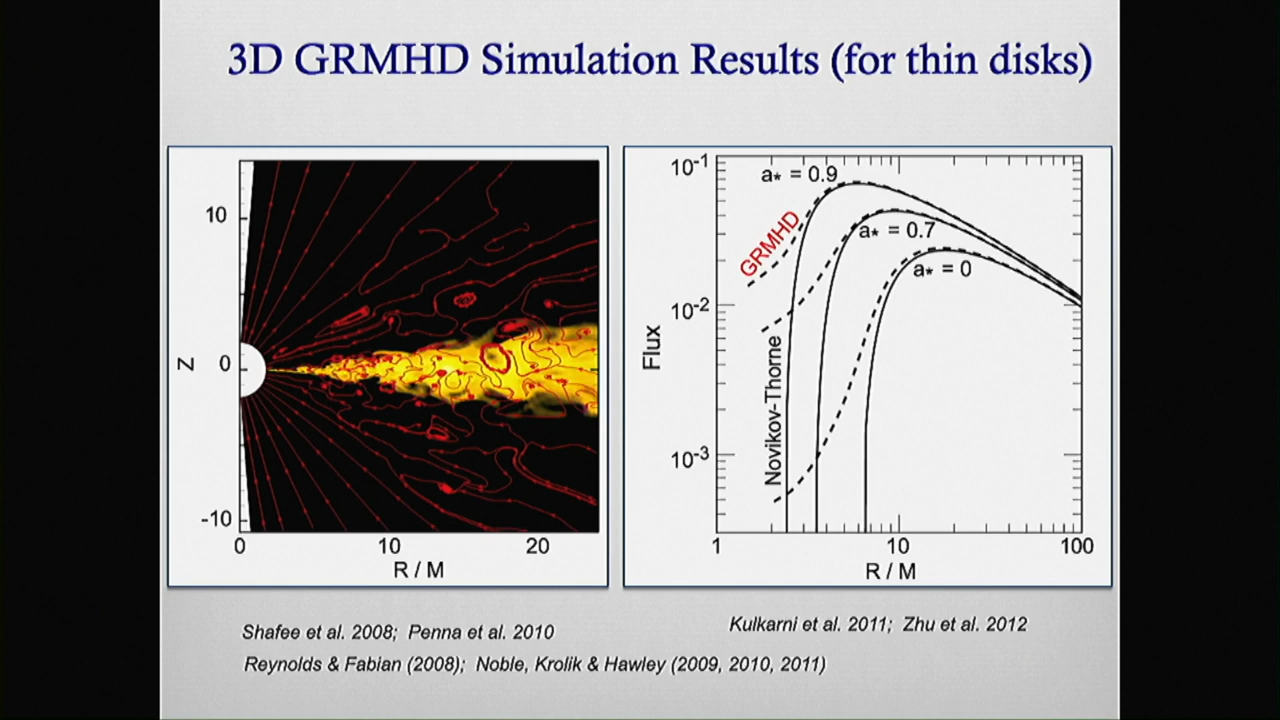 3D GRMHD Simulation Results (for thin disks)
10
0
-10
Z
0
10
20
R / M
10-1
10-2
10-3
Flux
a* = 0.9
a* = 0.7
a* = 0
GRMHD
Novikov-Thorne
1
10
100
R / M
Shafee et al. 2008; Penna et al. 2010
Kulkarni et al. 2011; Zhu et al. 2012
Reynolds & Fabian (2008); Noble, Krolik & Hawley (2009, 2010, 2011)